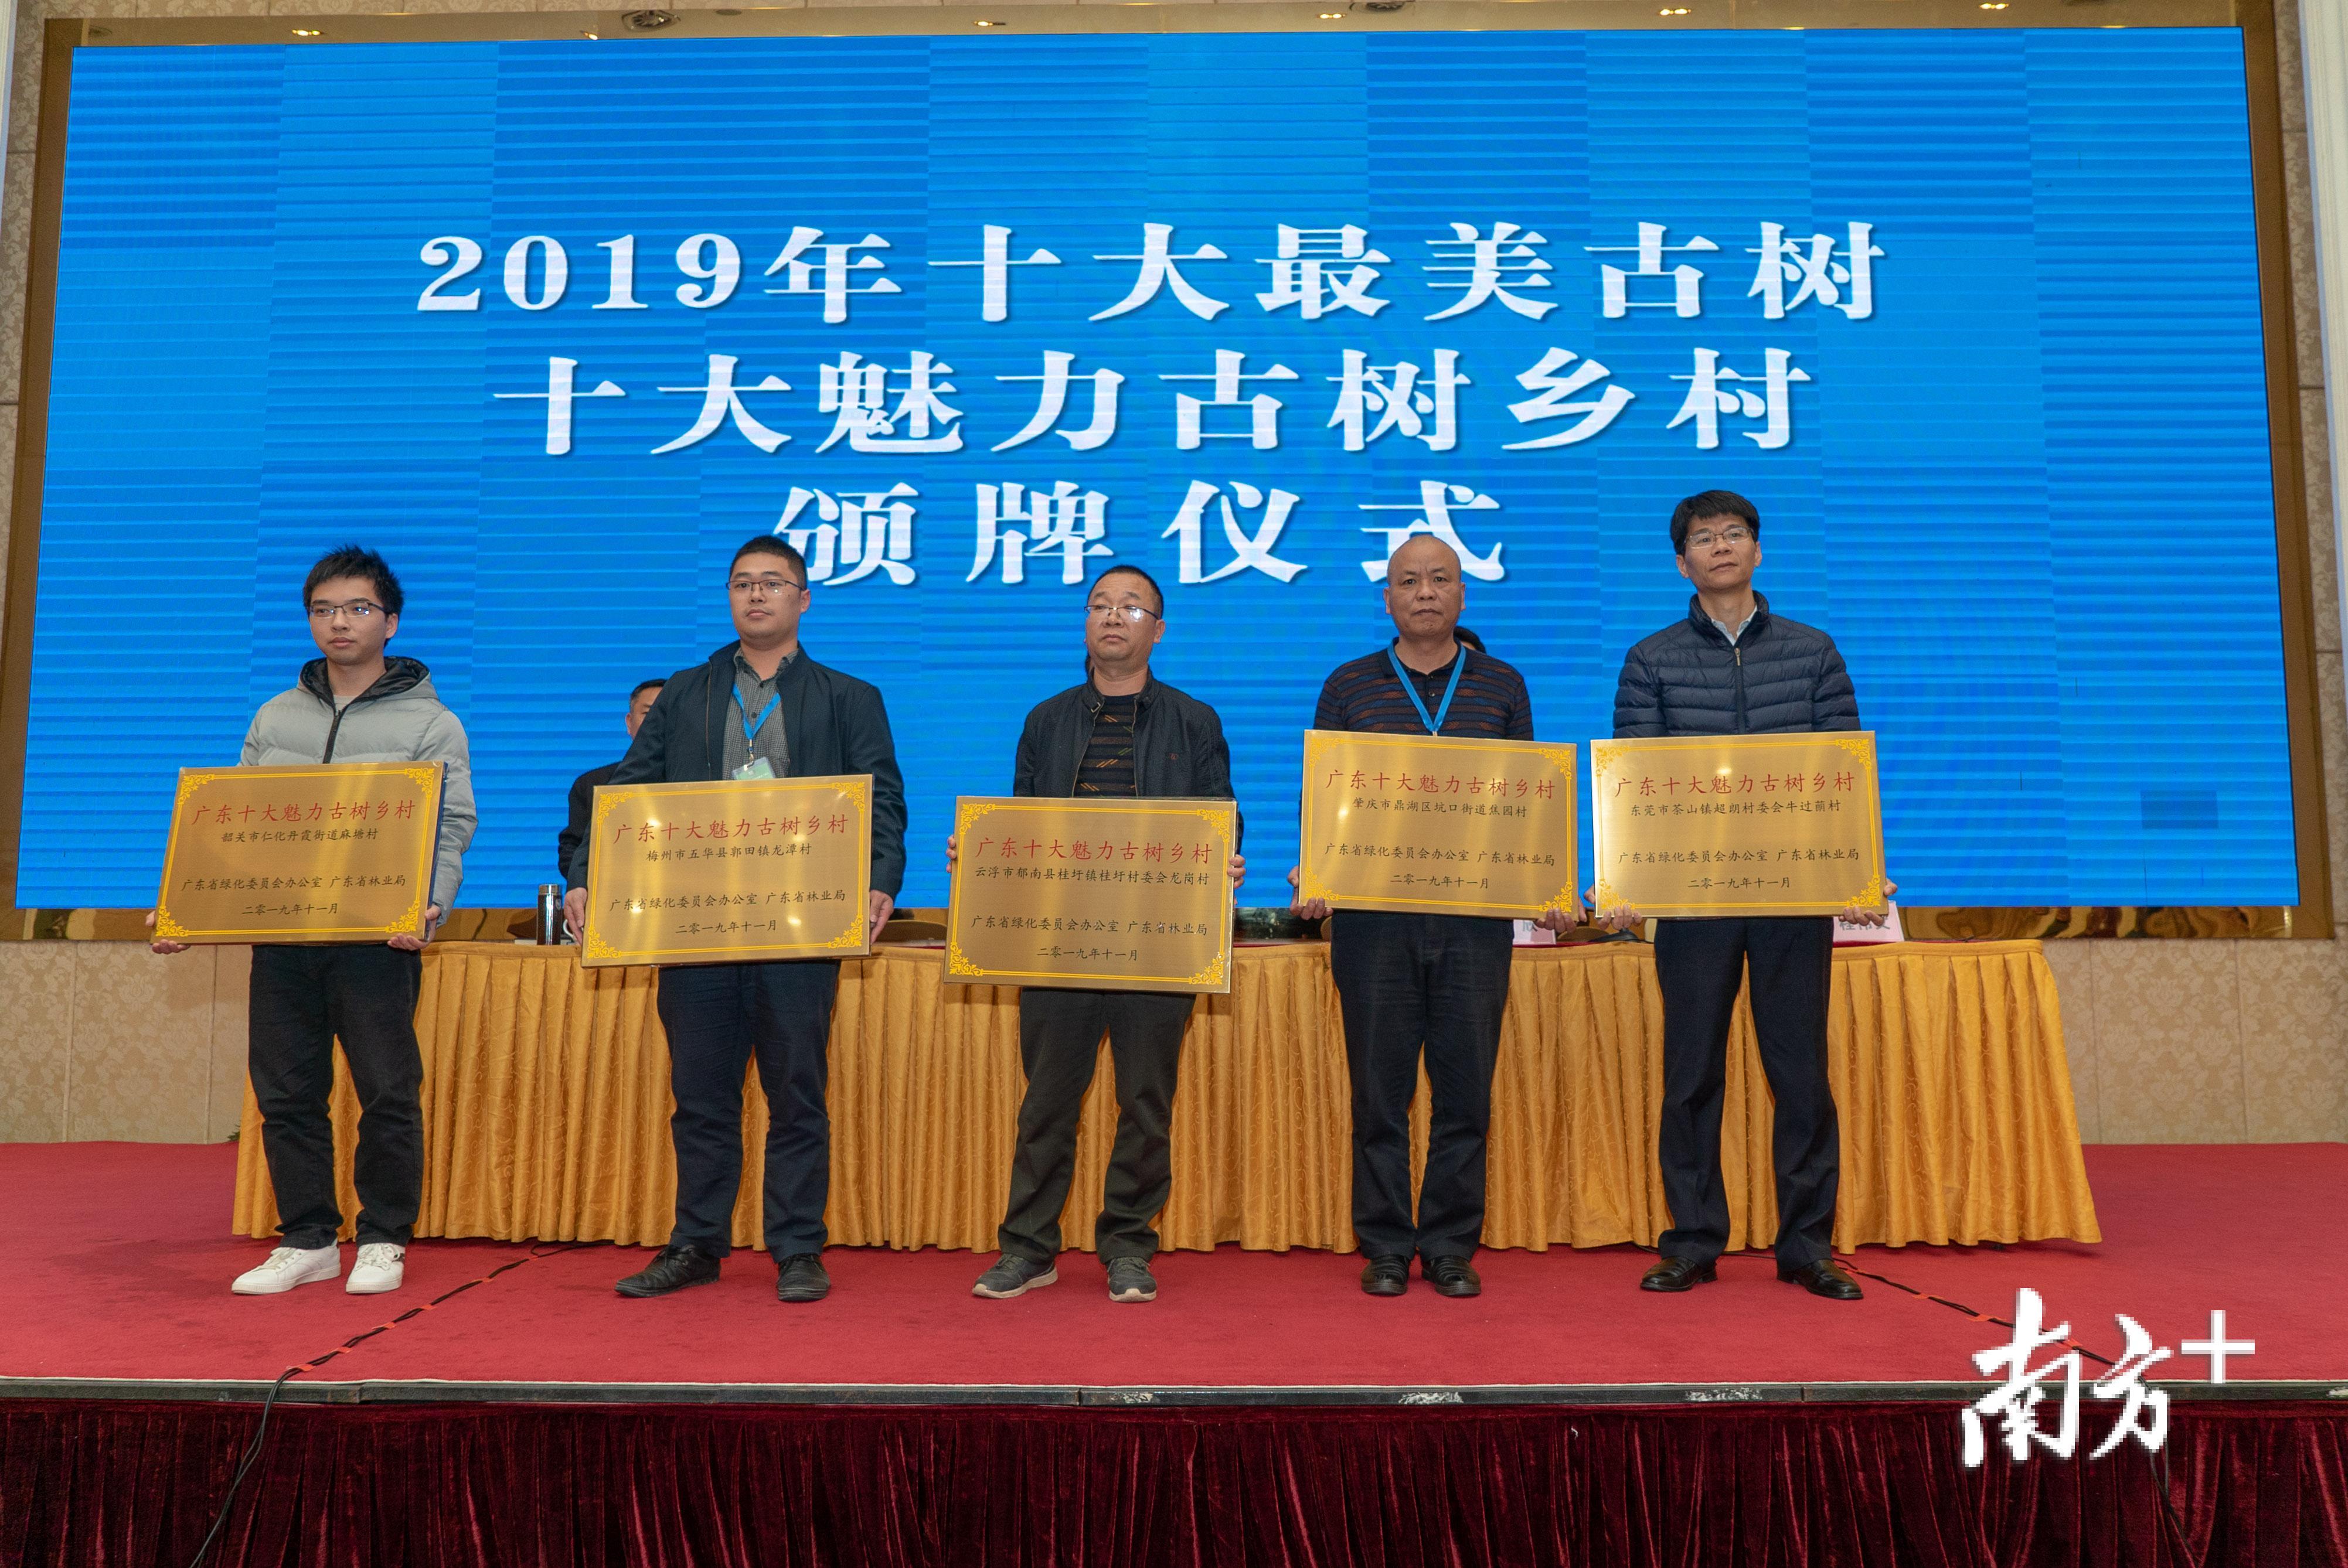 2019年十大最美古树
十大魅力古树乡村
颁牌仪式
广东十大魅力古树乡村
韶关市仁化丹霞街道麻塘村
广东省绿化委员会办公室 广东省林业局
二零一九年十一月
广东十大魅力古树乡村
梅州市五华县郭田镇龙潭村
广东省绿化委员会办公室 广东省林业局
二零一九年十一月
广东十大魅力古树乡村
云浮市郁南县桂圩镇桂圩村委会龙岗村
广东省绿化委员会办公室 广东省林业局
二零一九年十一月
广东十大魅力古树乡村
肇庆市鼎湖区坑口街道蕉园村
广东省绿化委员会办公室 广东省林业局
二零一九年十一月
广东十大魅力古树乡村
东莞市茶山镇超朗村委会牛过蓢村
广东省绿化委员会办公室 广东省林业局
二零一九年十一月
南方+